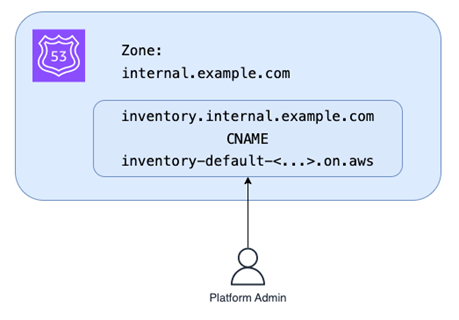 53
Zone:
internal.example.com
inventory.internal.example.com
CNAME
inventory-default-<...>.on.aws
Platform Admin